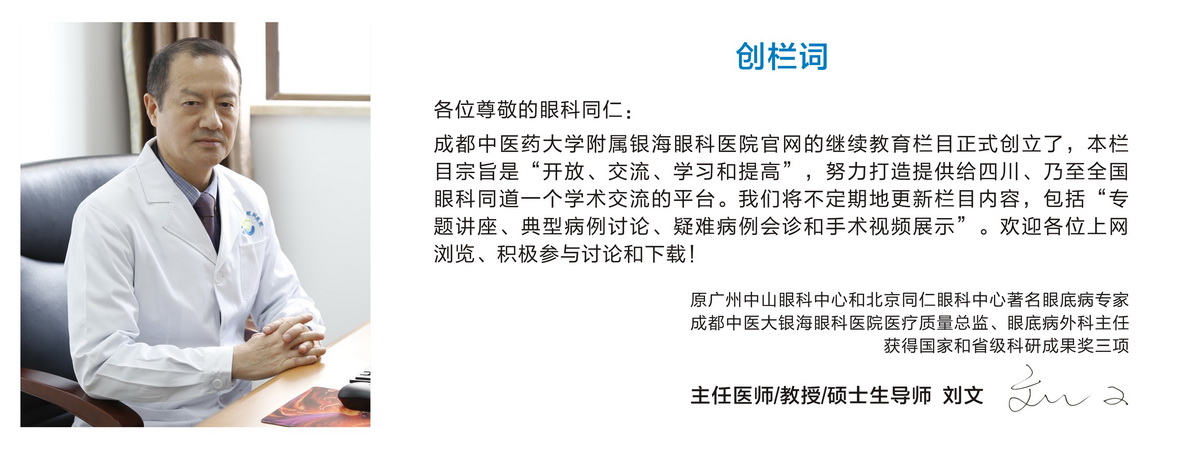 创栏词
各位尊敬的眼科同仁：
成都中医药大学附属银海眼科医院官网的继续教育栏目正式创立了，本栏
目宗旨是“开放、交流、学习和提高”，努力打造提供给四川、乃至全国
眼科同道一个学术交流的平台。我们将不定期地更新栏目内容，包括“专
题讲座、典型病例讨论、疑难病例会诊和手术视频展示”。欢迎各位上网
浏览、积极参与讨论和下载！
原广州中山眼科中心和北京同仁眼科中心著名眼底病专家
成都中医大银海眼科医院医疗质量总监、眼底病外科主任
获得国家和省级科研成果奖三项
主任医师/教授/硕士生导师 刘文